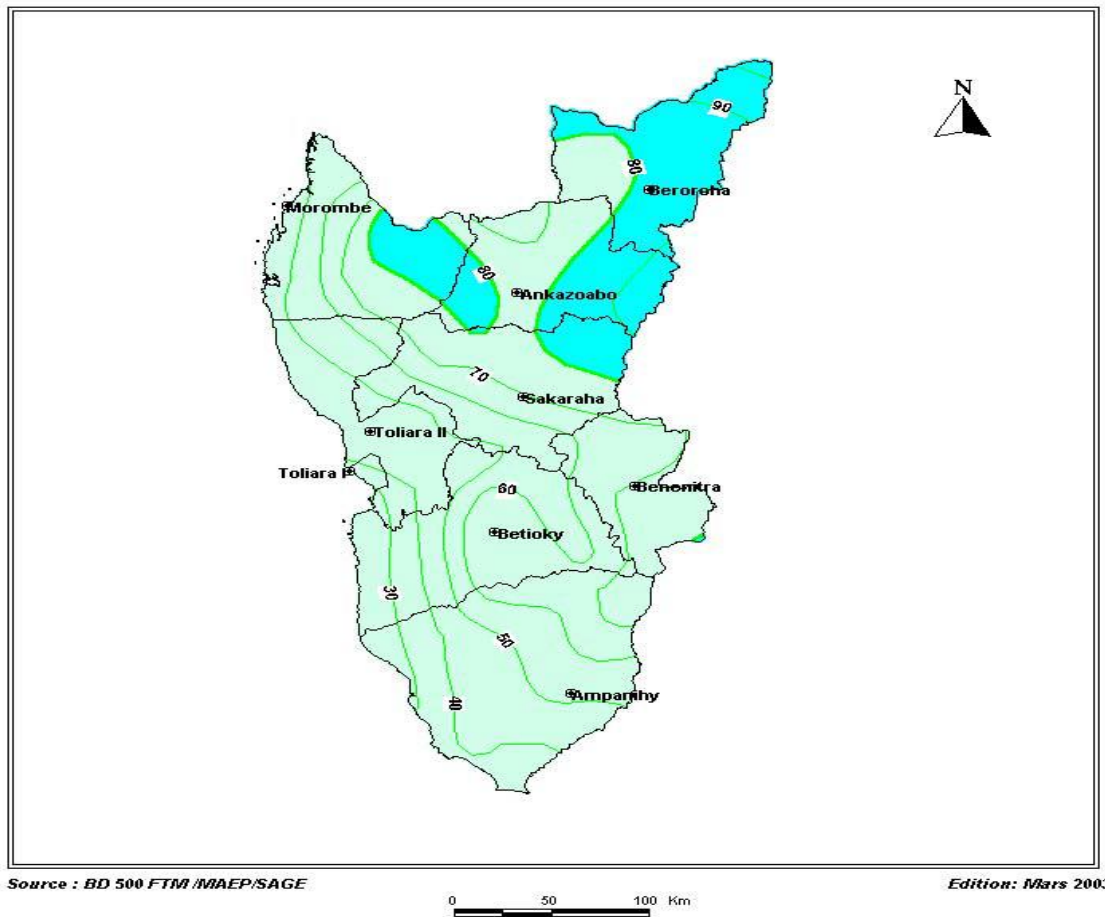 N
90
80
Beroroha
Morombe
80
Ankazoabo
70
Sakaraha
Toliara II
Toliara I
60
Benenitra
Betioky
30
50
Ampanihy
40
Source : BD 500 FTM /MAEP/SAGE
Edition: Mars 2003
0 50 100 Km